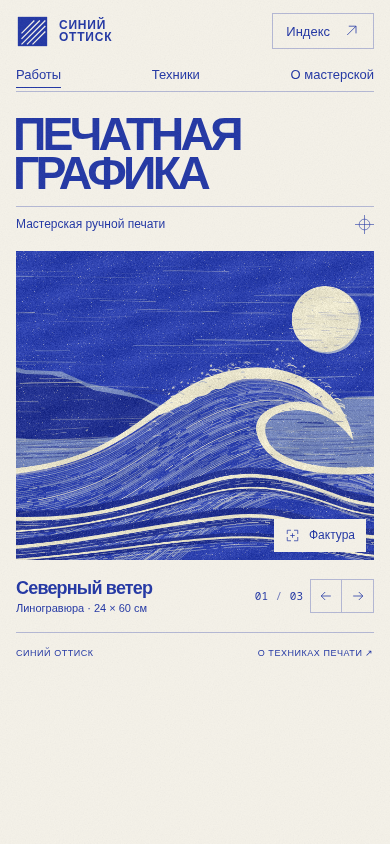 СИНИЙ
ОТТИСК
Индекс
Работы
Техники
О мастерской
ПЕЧАТНАЯ
ГРАФИКА
Мастерская ручной печати
Фактура
Северный ветер
Линогравюра · 24 × 60 см
01 / 03
СИНИЙ ОТТИСК
О ТЕХНИКАХ ПЕЧАТИ ↗